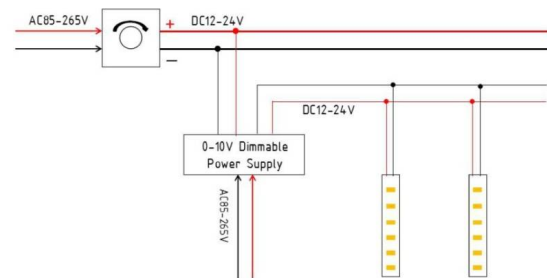 AC85-265V
+
DC12-24V
−
DC12-24V
0-10V Dimmable
Power Supply
AC85-265V